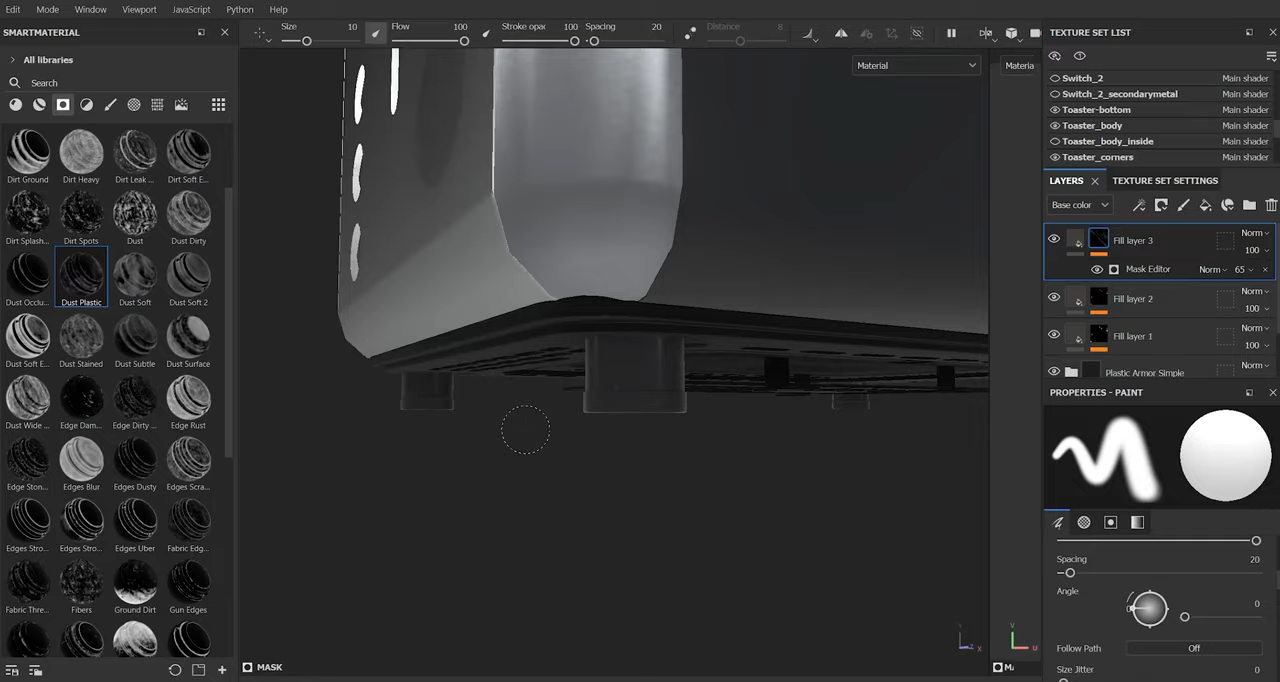 Edit Mode Window Viewport JavaScript Python Help
SMARTMATERIAL
All libraries
Search
Dirt Ground Dirt Heavy Dirt Leak ... Dirt Soft E...
Dirt Splash... Dirt Spots Dust Dust Dirty
Dust Occlu... Dust Plastic Dust Soft Dust Soft 2
Dust Soft E... Dust Stained Dust Subtle Dust Surface
Dust Wide ... Edge Dam... Edge Dirty ... Edge Rust
Edge Ston... Edges Blur Edges Dusty Edges Scra...
Edges Stro... Edges Stro... Edges Uber Fabric Edg...
Fabric Thre... Fibers Ground Dirt Gun Edges
Size 10 Flow 100 Stroke opac 100 Spacing 20 Distance 8
Material
Materia
MASK
MA
TEXTURE SET LIST
Switch_2 Main shader
Switch_2_secondarymetal Main shader
Toaster-bottom Main shader
Toaster_body Main shader
Toaster_body_inside Main shader
Toaster_corners Main shader
LAYERS TEXTURE SET SETTINGS
Base color
Fill layer 3 Norm 100
Mask Editor Norm 65
Fill layer 2 Norm 100
Fill layer 1 Norm 100
Plastic Armor Simple Norm
PROPERTIES - PAINT
Spacing
20
Angle
0
Follow Path Off
Size Jitter 0